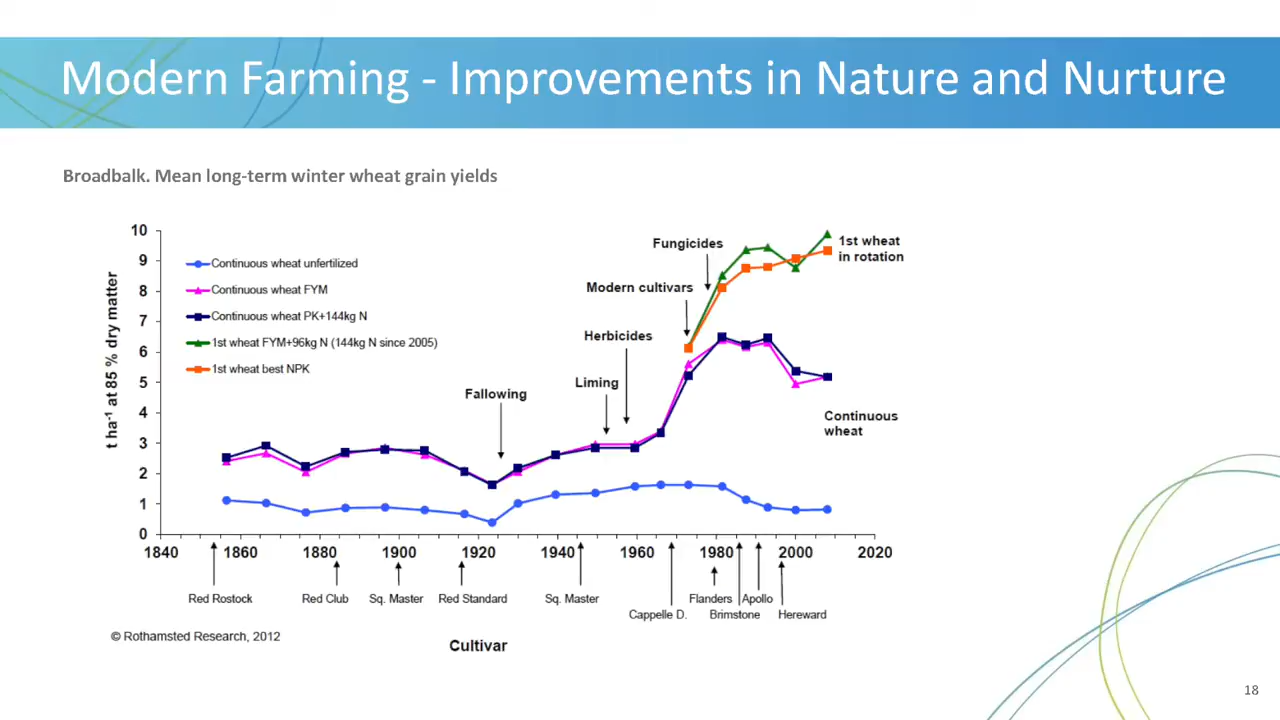 Modern Farming - Improvements in Nature and Nurture
Broadbalk. Mean long-term winter wheat grain yields
t ha-1 at 85 % dry matter
10
9
8
7
6
5
4
3
2
1
0
Continuous wheat unfertilized
Continuous wheat FYM
Continuous wheat PK+144kg N
1st wheat FYM+96kg N (144kg N since 2005)
1st wheat best NPK
Fungicides
Modern cultivars
Herbicides
Liming
Fallowing
1st wheat
in rotation
Continuous
wheat
1840 1860 1880 1900 1920 1940 1960 1980 2000 2020
Red Rostock Red Club Sq. Master Red Standard Sq. Master Flanders Apollo
Cappelle D. Brimstone Hereward
© Rothamsted Research, 2012
Cultivar
18